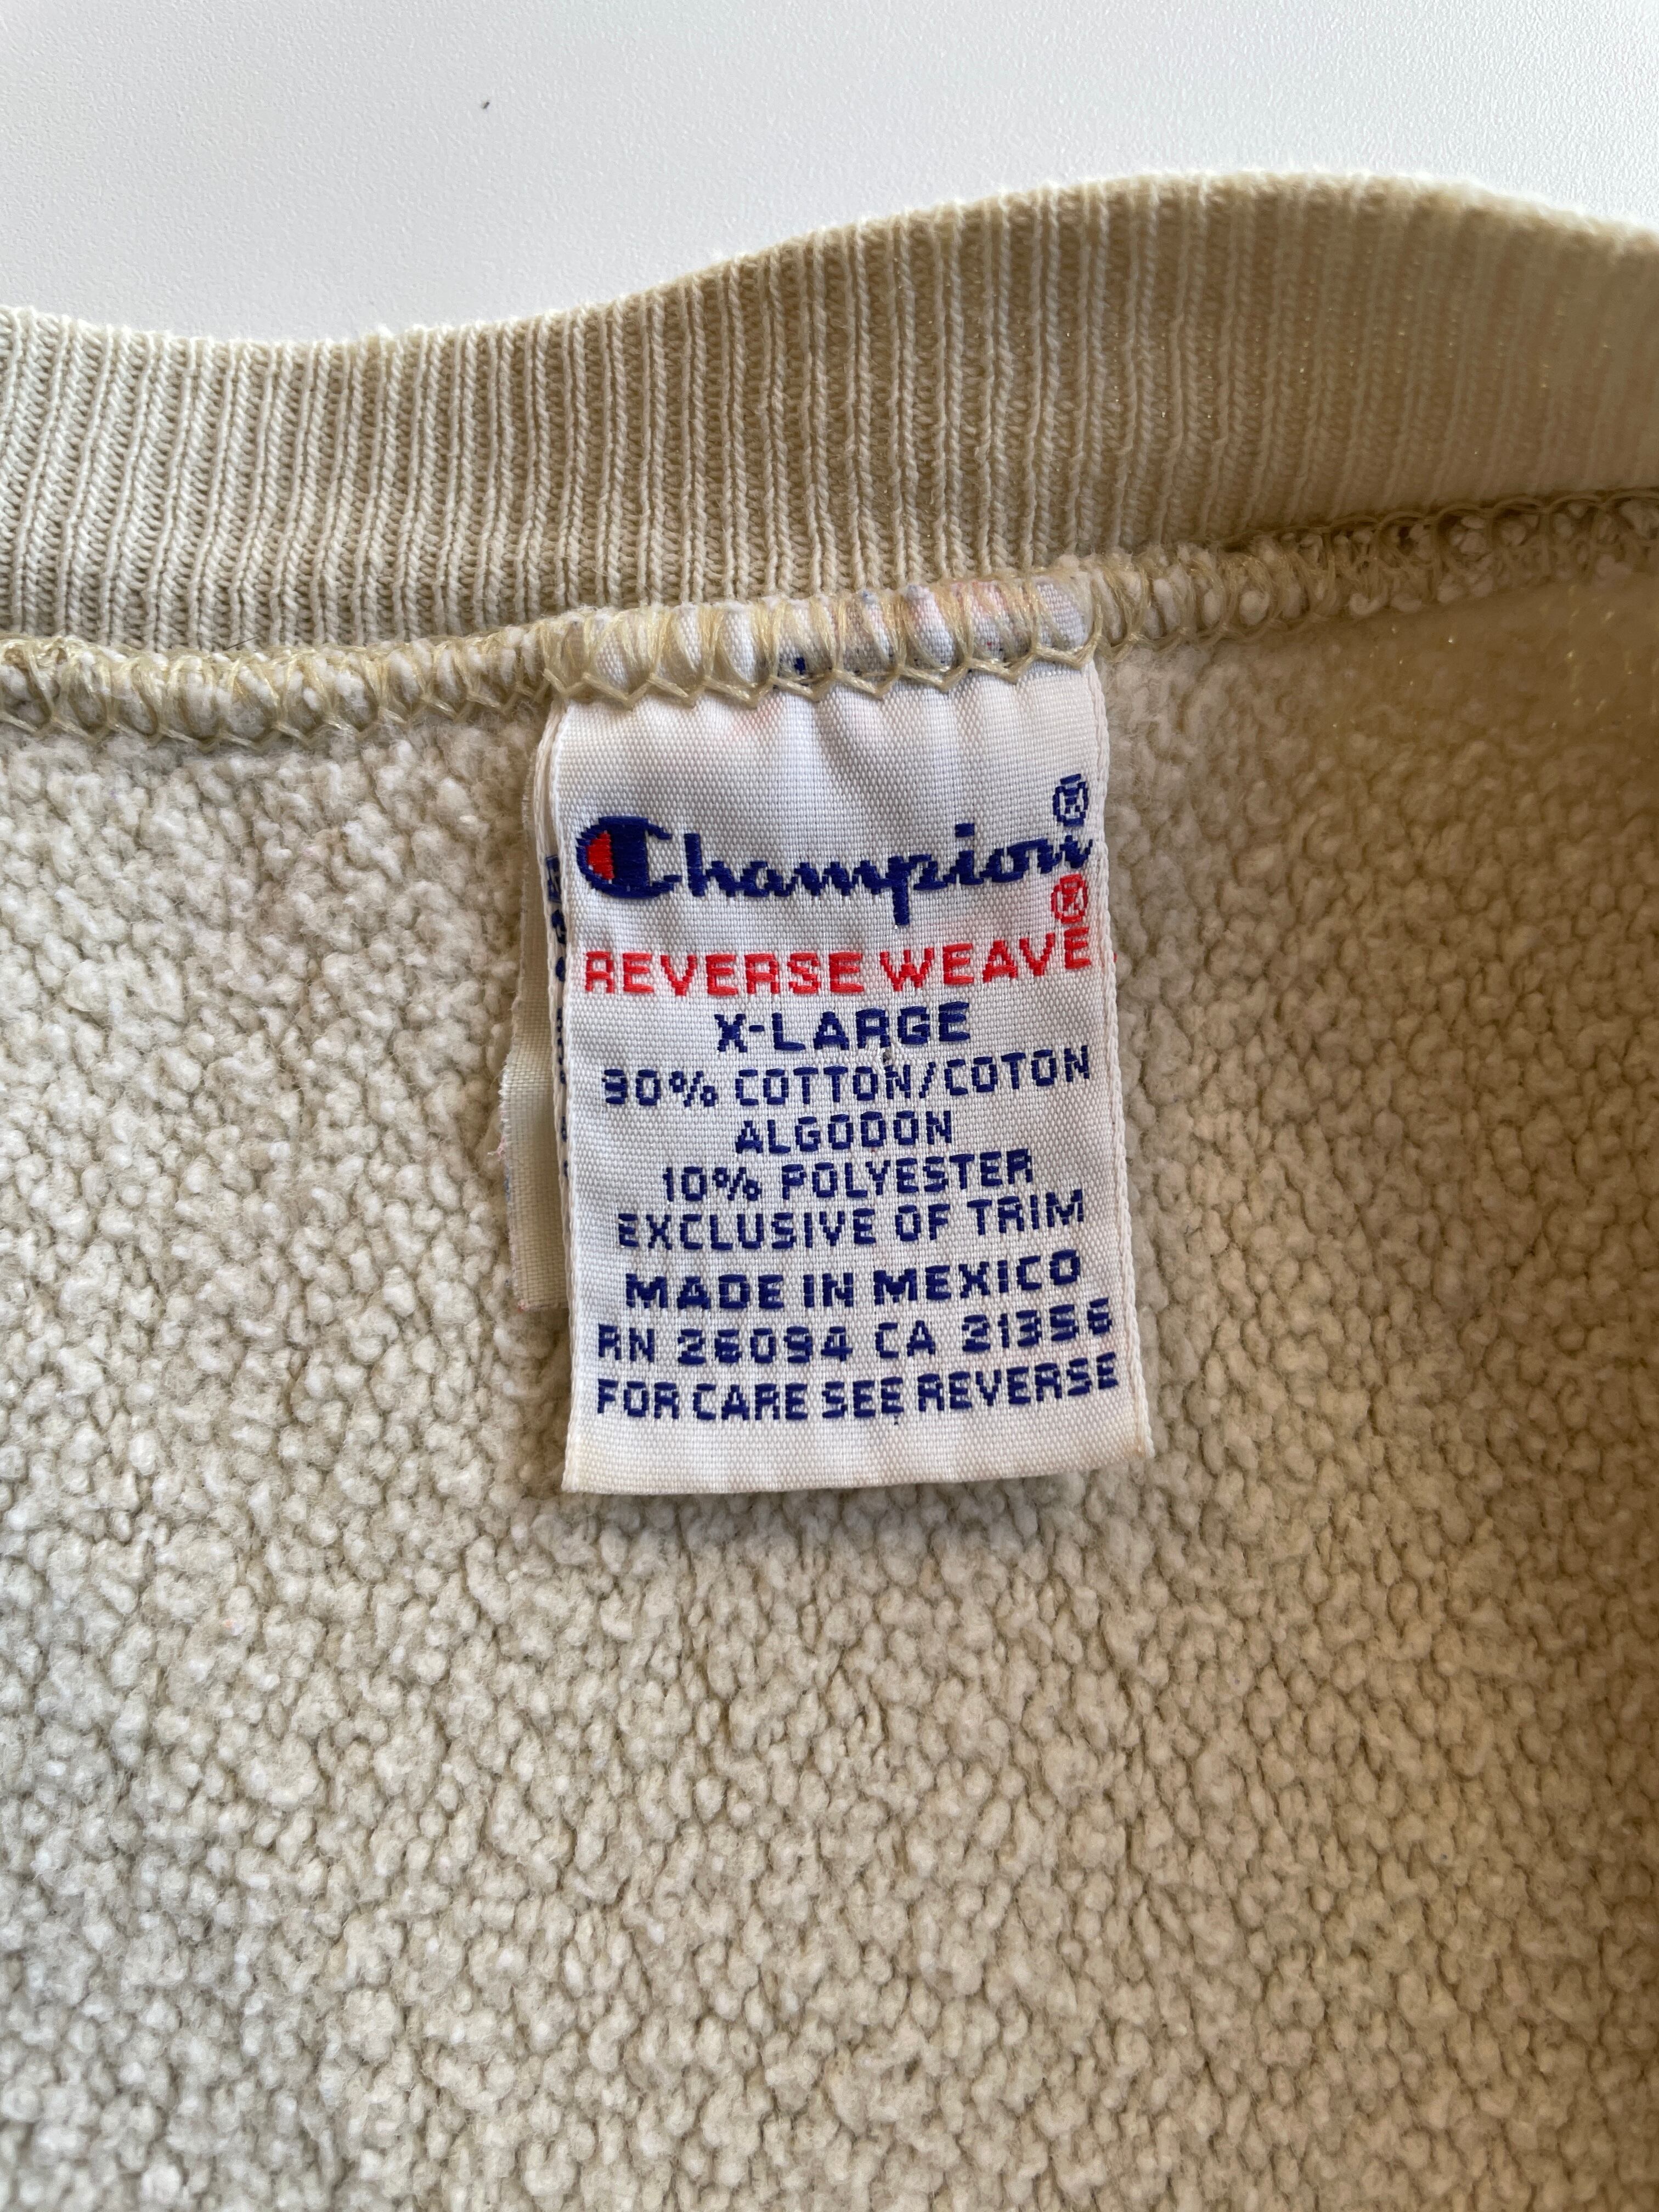 Champion®
®
REVERSE WEAVE
X-LARGE
90% COTTON/COTON
ALGODON
10% POLYESTER
EXCLUSIVE OF TRIM
MADE IN MEXICO
RN 26094 CA 21356
FOR CARE SEE REVERSE